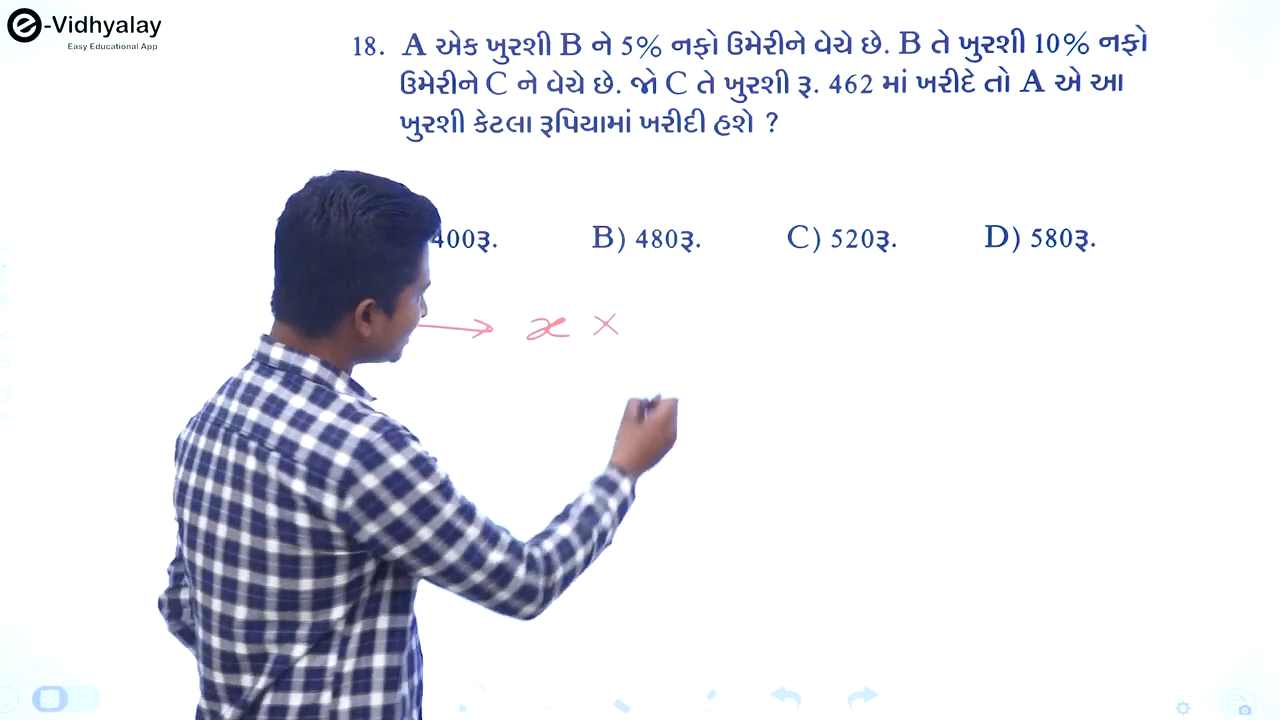 e-Vidhyalay
Easy Educational App
18. A એક ખુરશી B ને 5% નફો ઉમેરીને વેચે છે. B તે ખુરશી 10% નફો
ઉમેરીને C ને વેચે છે. જો C તે ખુરશી રૂ. 462 માં ખરીદે તો A એ આ
ખુરશી કેટલા રૂપિયામાં ખરીદી હશે ?
400રૂ. B) 480રૂ. C) 520રૂ. D) 580રૂ.
→ x ×